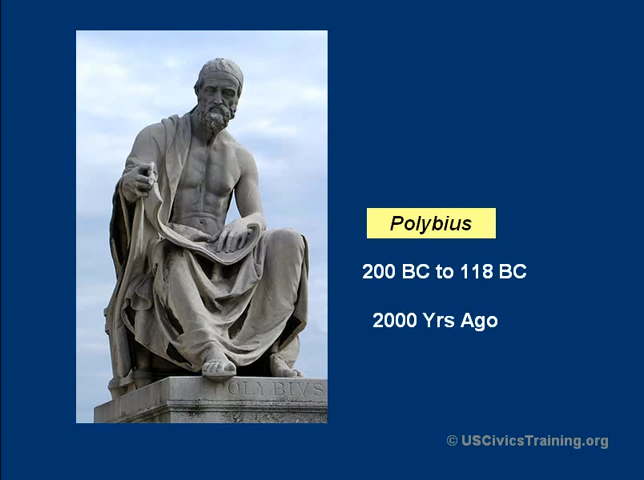 Polybius
200 BC to 118 BC
2000 Yrs Ago
POLYBIVS
© USCivicsTraining.org